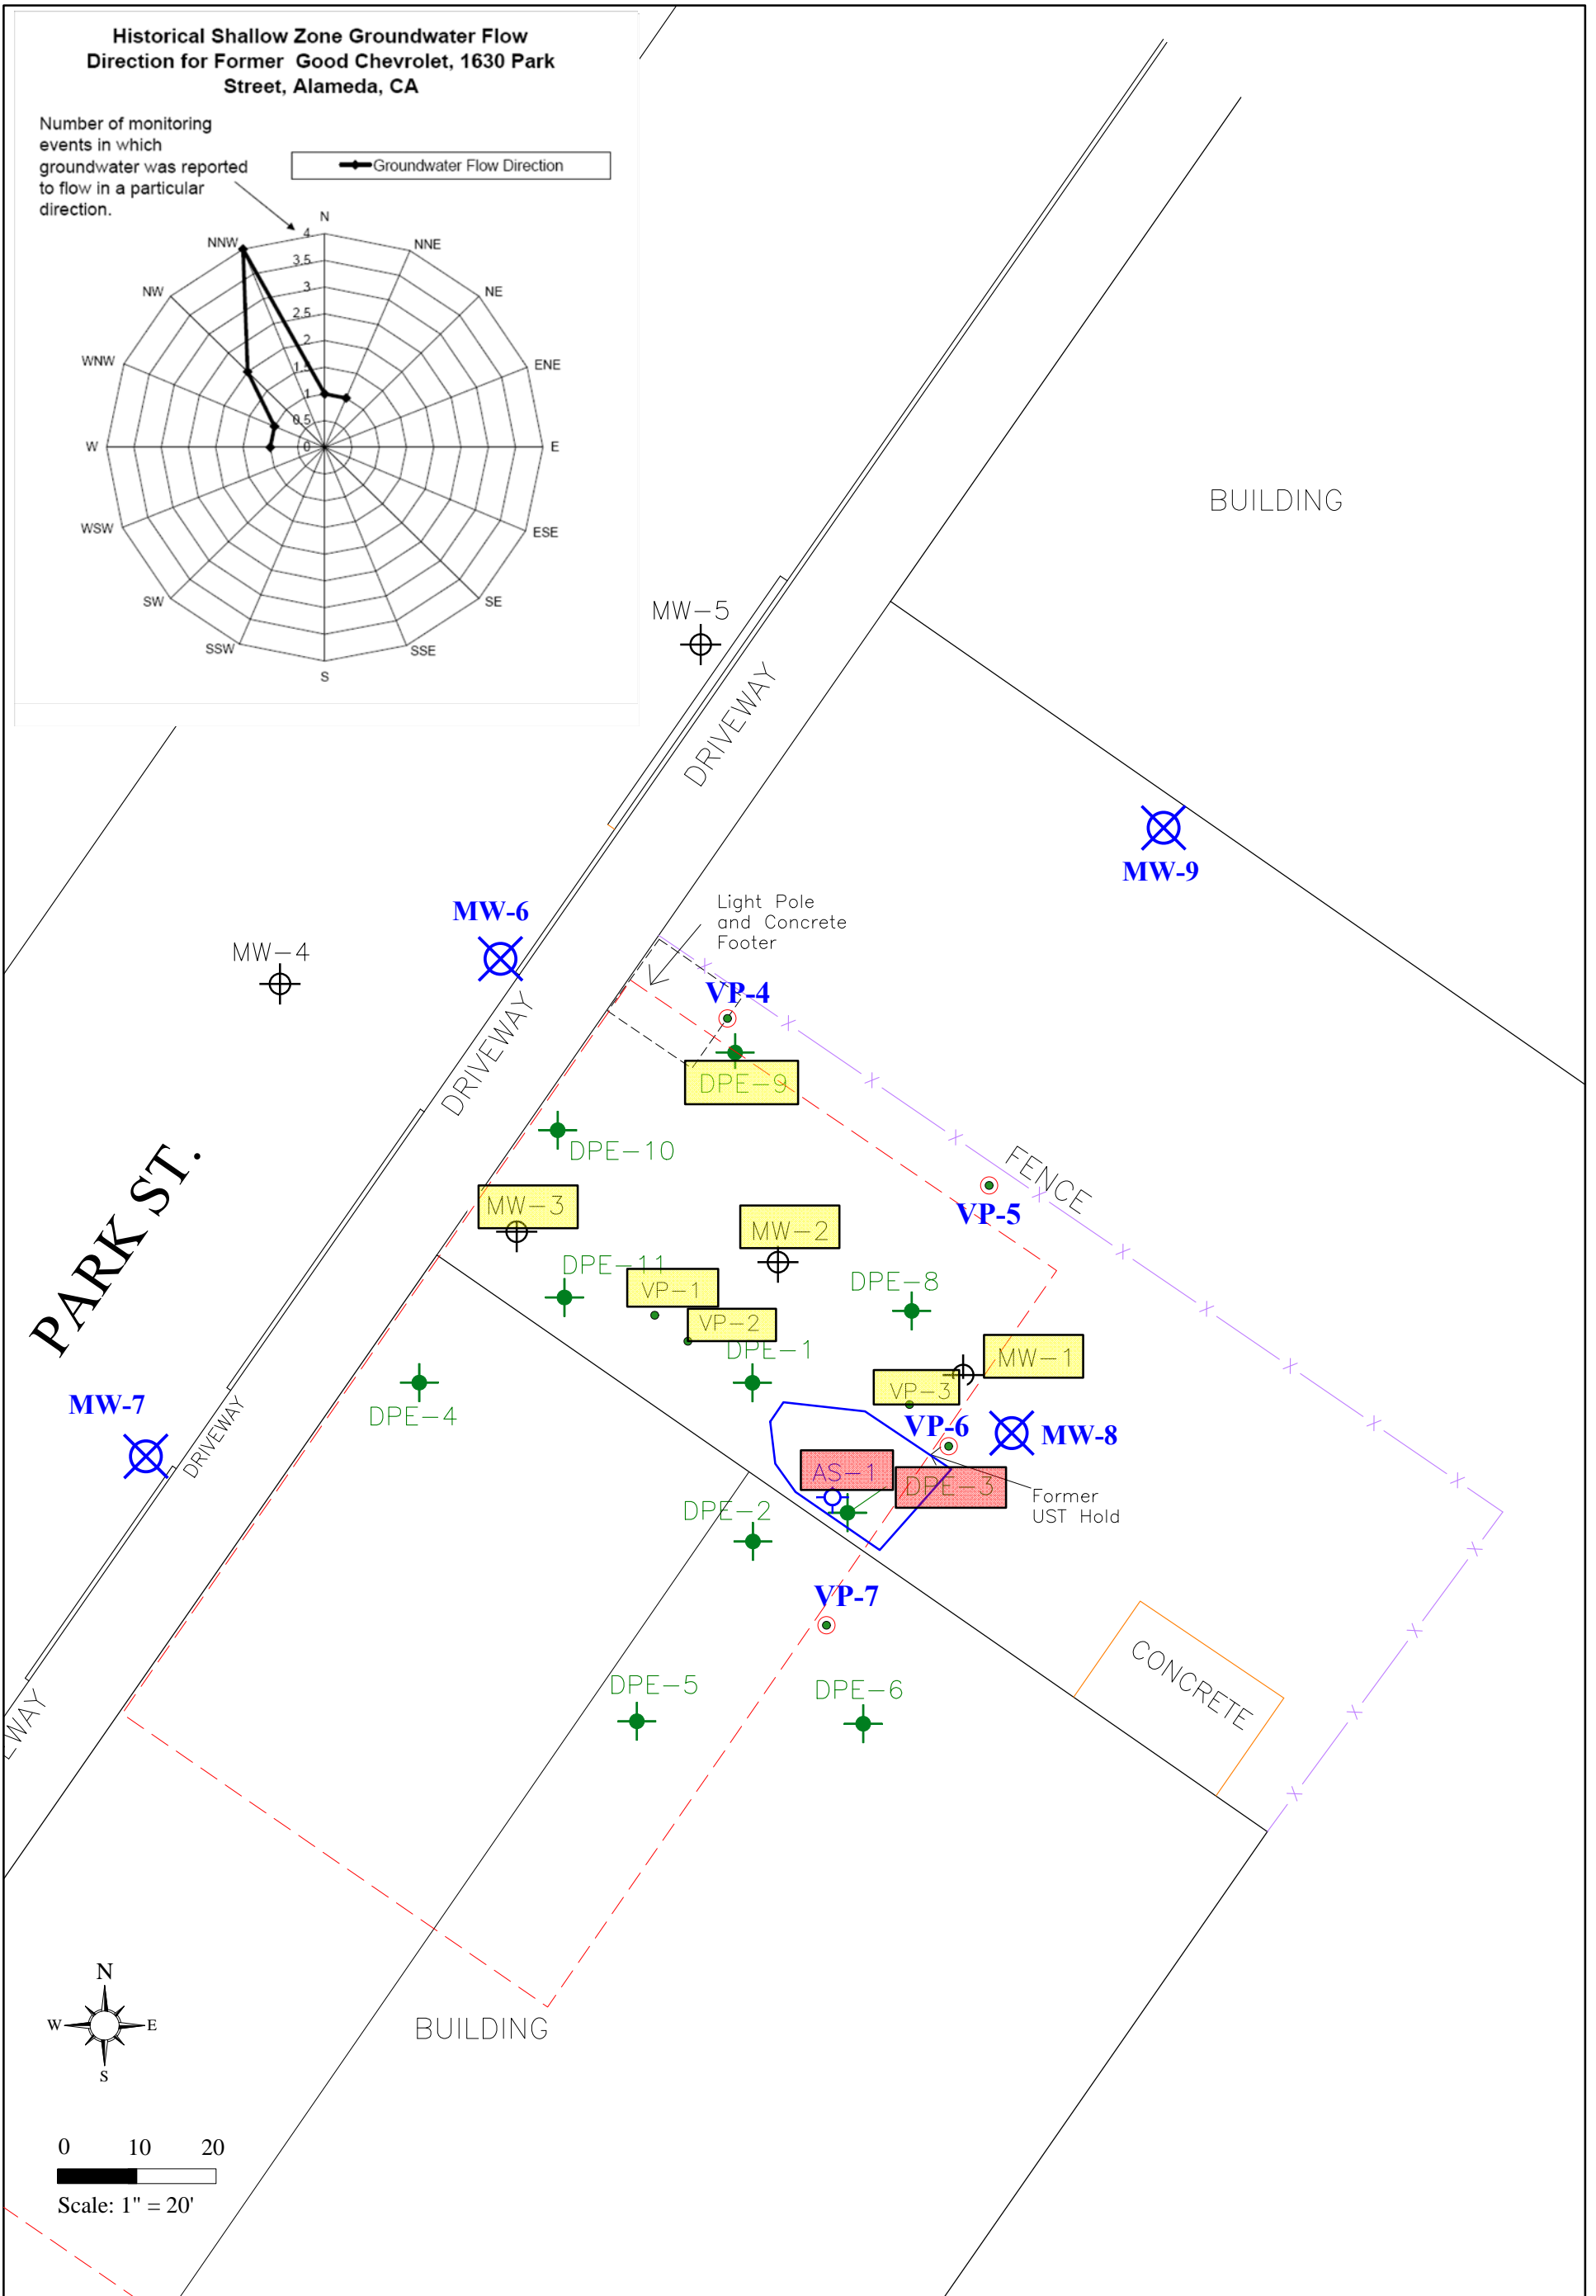 Historical Shallow Zone Groundwater Flow
Direction for Former Good Chevrolet, 1630 Park
Street, Alameda, CA
Number of monitoring
events in which
groundwater was reported
to flow in a particular
direction.
Groundwater Flow Direction
N
NNE
NE
ENE
E
ESE
SE
SSE
S
SSW
SW
WSW
W
WNW
NW
NNW
4
3.5
3
2.5
2
1.5
1
0.5
0
BUILDING
MW-5
DRIVEWAY
MW-9
MW-6
Light Pole
and Concrete
Footer
MW-4
VP-4
DRIVEWAY
DPE-9
DPE-10
FENCE
PARK ST.
MW-3
VP-5
MW-2
DPE-11
VP-1
DPE-8
VP-2
DPE-1
MW-1
VP-3
MW-7
DPE-4
DRIVEWAY
VP-6
MW-8
AS-1
DPE-3
Former
UST Hold
DPE-2
VP-7
CONCRETE
DPE-5
DPE-6
WAY
N
W
E
S
BUILDING
0 10 20
Scale: 1" = 20'